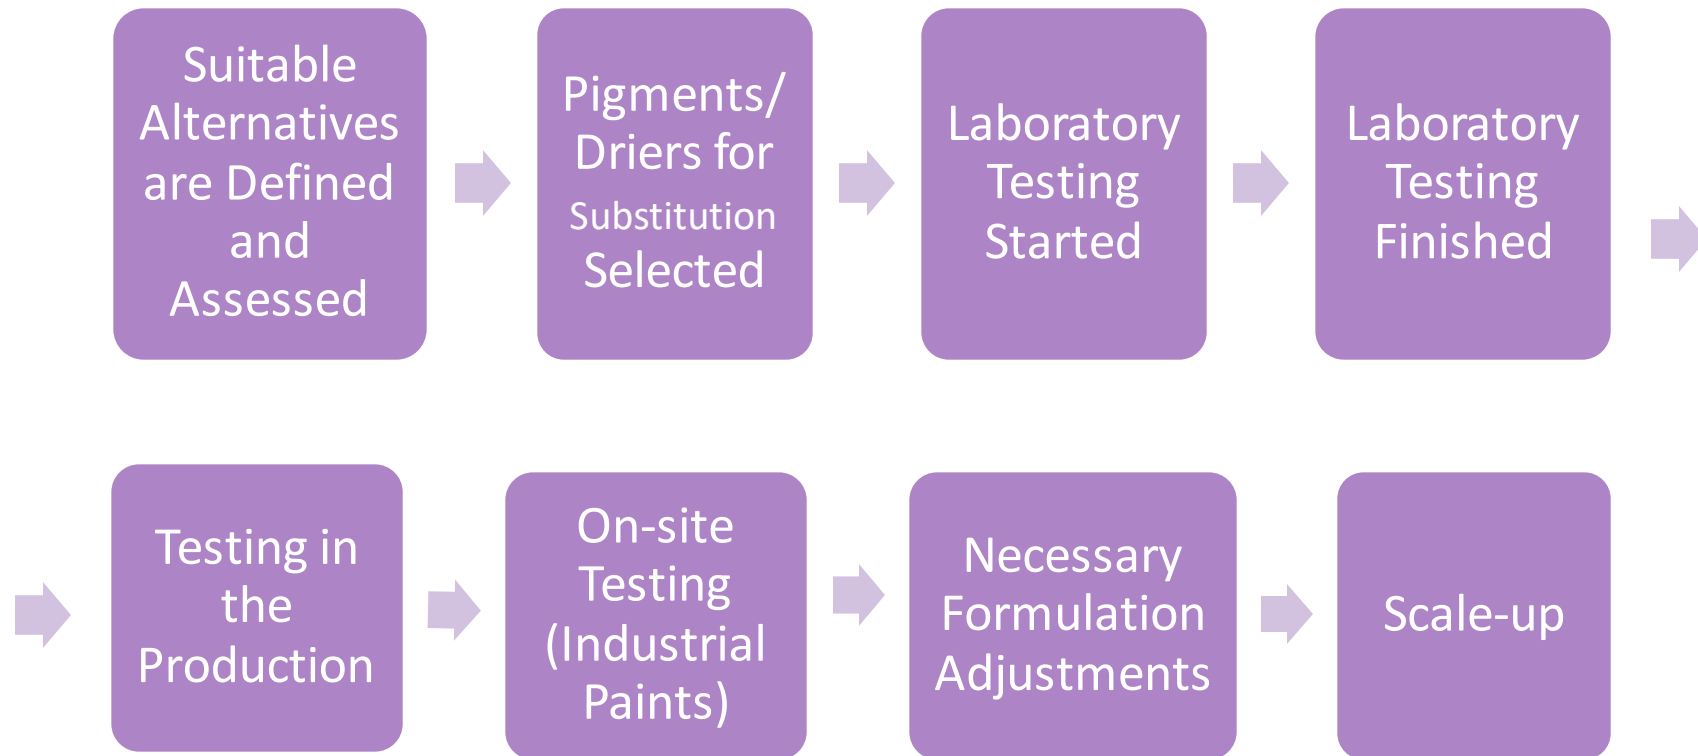 Suitable
Alternatives
are Defined
and
Assessed
Pigments/
Driers for
Substitution
Selected
Laboratory
Testing
Started
Laboratory
Testing
Finished
Testing in
the
Production
On-site
Testing
(Industrial
Paints)
Necessary
Formulation
Adjustments
Scale-up